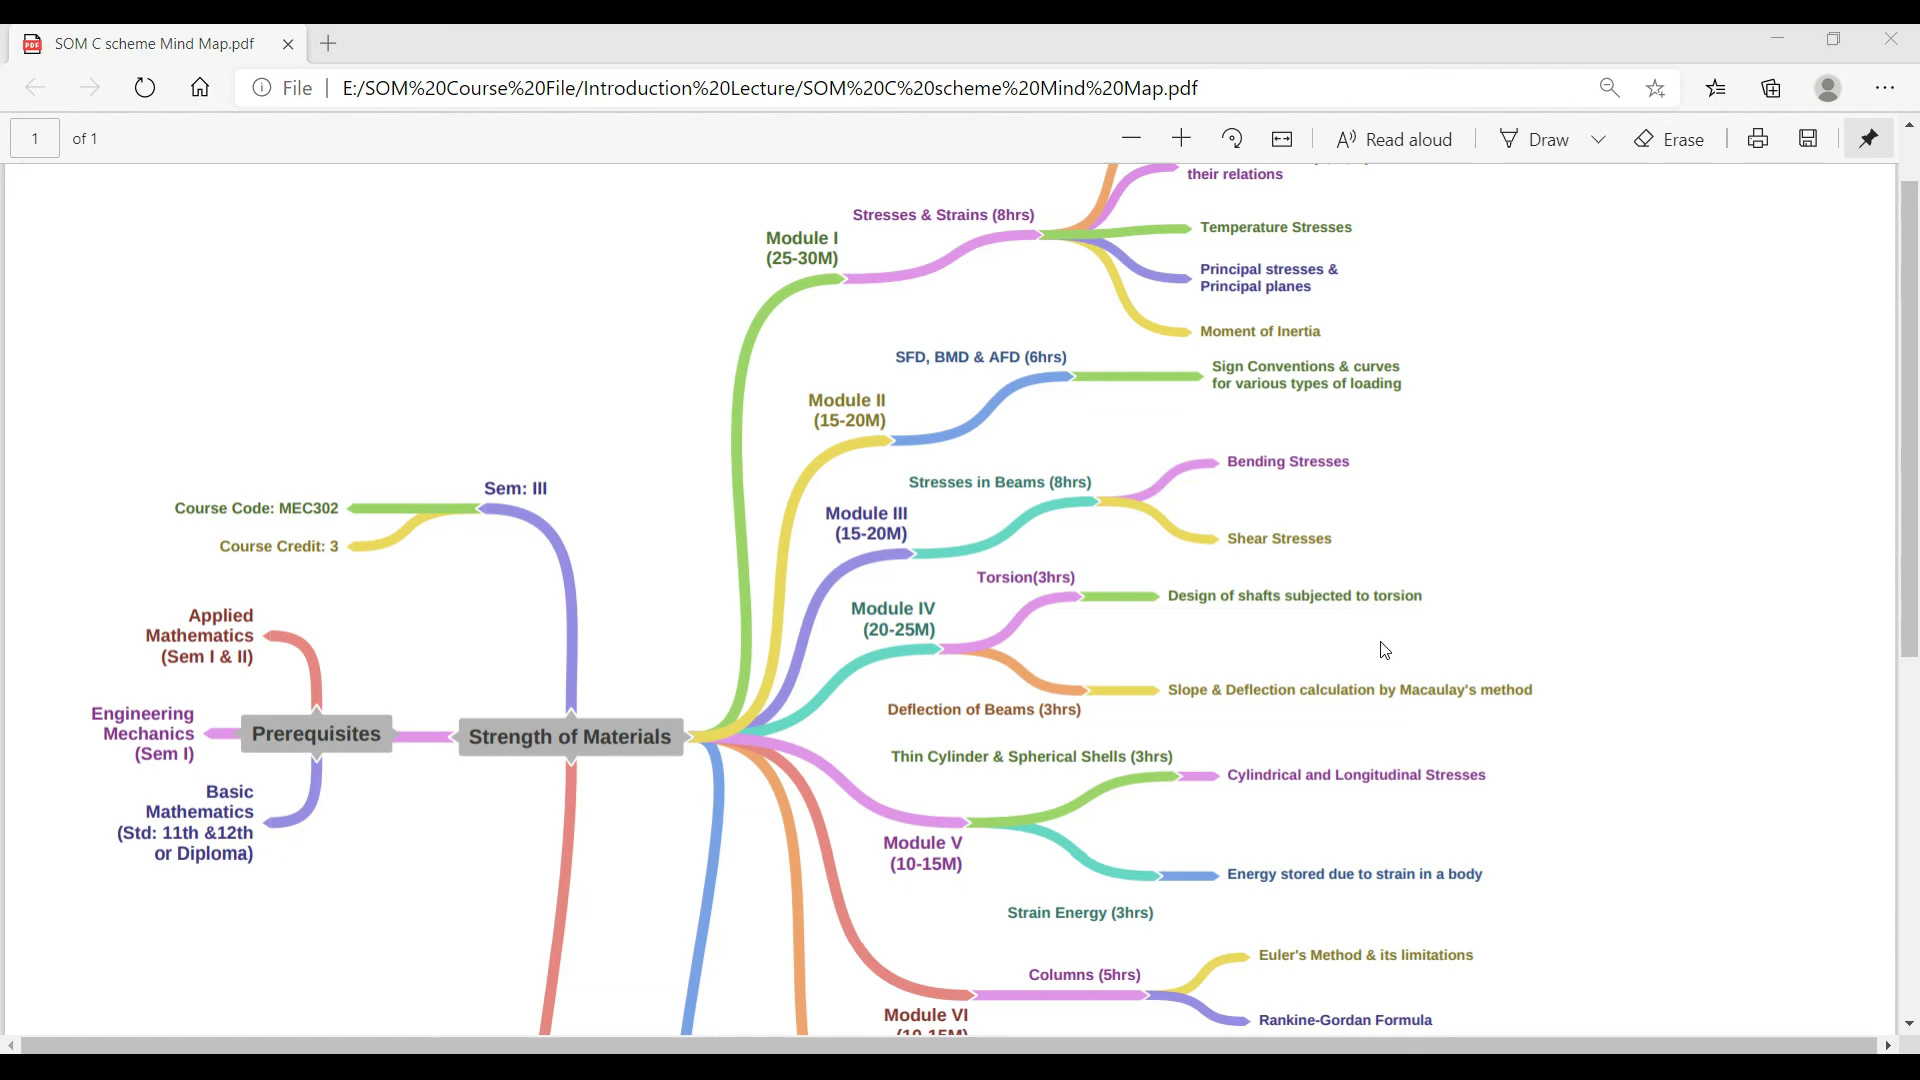 SOM C scheme Mind Map.pdf
File
E:/SOM%20Course%20File/Introduction%20Lecture/SOM%20C%20scheme%20Mind%20Map.pdf
1 of 1
Read aloud
Draw
Erase
their relations
Stresses & Strains (8hrs)
Temperature Stresses
Module I
(25-30M)
Principal stresses &
Principal planes
Moment of Inertia
SFD, BMD & AFD (6hrs)
Sign Conventions & curves
for various types of loading
Module II
(15-20M)
Bending Stresses
Stresses in Beams (8hrs)
Module III
(15-20M)
Shear Stresses
Sem: III
Course Code: MEC302
Course Credit: 3
Torsion(3hrs)
Design of shafts subjected to torsion
Module IV
(20-25M)
Slope & Deflection calculation by Macaulay's method
Deflection of Beams (3hrs)
Applied
Mathematics
(Sem I & II)
Engineering
Mechanics
(Sem I)
Prerequisites
Strength of Materials
Basic
Mathematics
(Std: 11th &12th
or Diploma)
Thin Cylinder & Spherical Shells (3hrs)
Cylindrical and Longitudinal Stresses
Module V
(10-15M)
Energy stored due to strain in a body
Strain Energy (3hrs)
Euler's Method & its limitations
Columns (5hrs)
Module VI
(10-15M)
Rankine-Gordan Formula